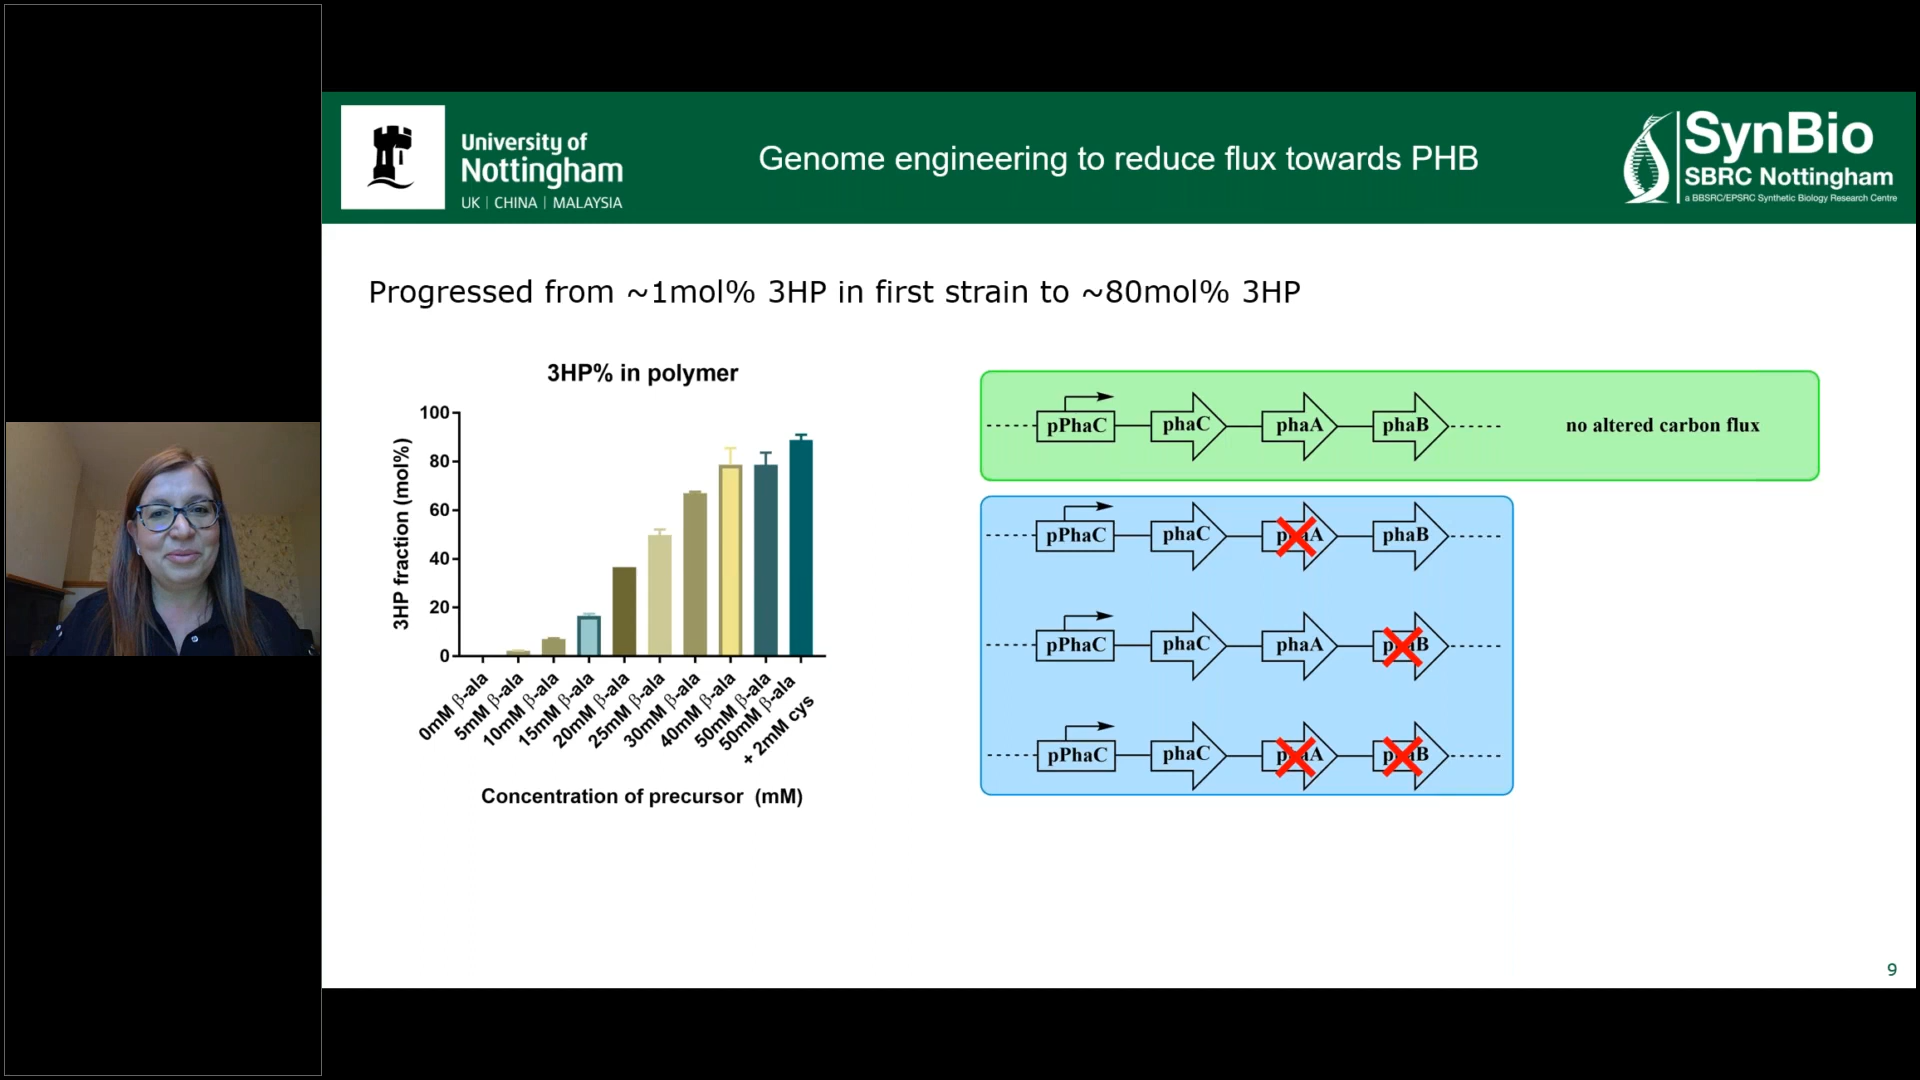 University of
Nottingham
UK | CHINA | MALAYSIA
Genome engineering to reduce flux towards PHB
SynBio
SBRC Nottingham
a BBSRC/EPSRC Synthetic Biology Research Centre
Progressed from ~1mol% 3HP in first strain to ~80mol% 3HP
3HP% in polymer
3HP fraction (mol%)
100
80
60
40
20
0
0mM β-ala
5mM β-ala
10mM β-ala
15mM β-ala
20mM β-ala
25mM β-ala
30mM β-ala
40mM β-ala
50mM β-ala
50mM β-ala
+ 2mM cys
Concentration of precursor (mM)
pPhaC phaC phaA phaB no altered carbon flux
pPhaC phaC phaA phaB
pPhaC phaC phaA phaB
pPhaC phaC phaA phaB
9